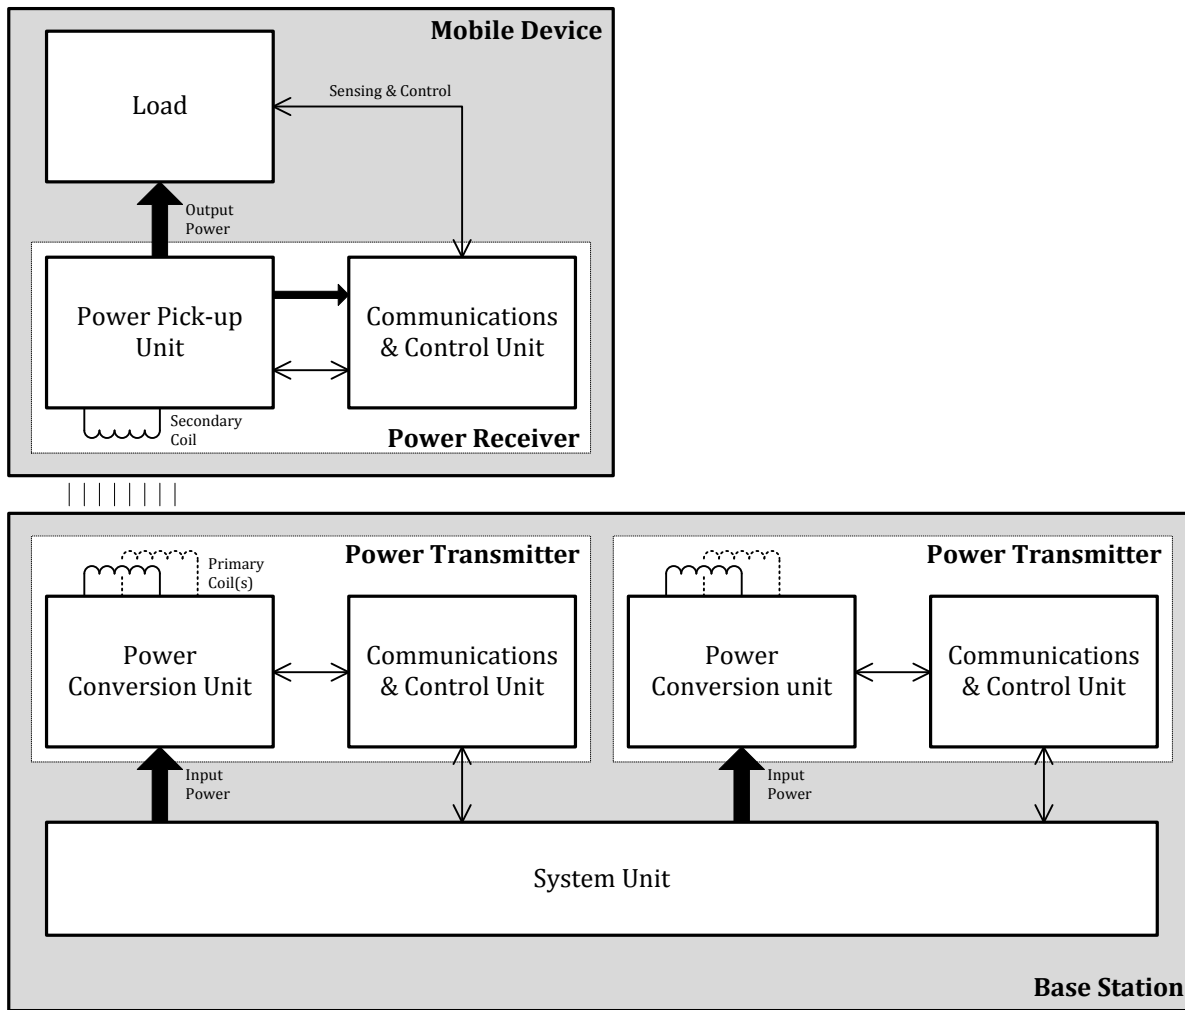 Mobile Device
Load
Sensing & Control
Output
Power
Power Pick-up
Unit
Communications
& Control Unit
Secondary
Coil
Power Receiver
Power Transmitter
Primary
Coil(s)
Power
Conversion Unit
Communications
& Control Unit
Input
Power
Power Transmitter
Power
Conversion unit
Communications
& Control Unit
Input
Power
System Unit
Base Station